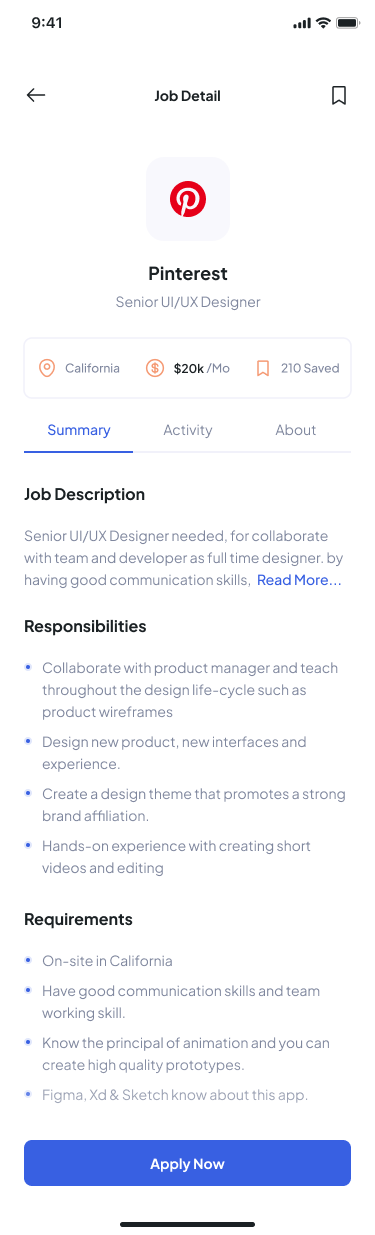 9:41
Job Detail
Pinterest
Senior UI/UX Designer
California $20k /Mo 210 Saved
Summary Activity About
Job Description
Senior UI/UX Designer needed, for collaborate
with team and developer as full time designer. by
having good communication skills, Read More...
Responsibilities
Collaborate with product manager and teach
throughout the design life-cycle such as
product wireframes
Design new product, new interfaces and
experience.
Create a design theme that promotes a strong
brand affiliation.
Hands-on experience with creating short
videos and editing
Requirements
On-site in California
Have good communication skills and team
working skill.
Know the principal of animation and you can
create high quality prototypes.
Figma, Xd & Sketch know about this app.
Apply Now